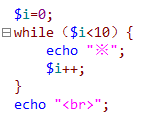 $i=0;
while ($i<10) {
    echo "※";
    $i++;
}
echo "<br>";